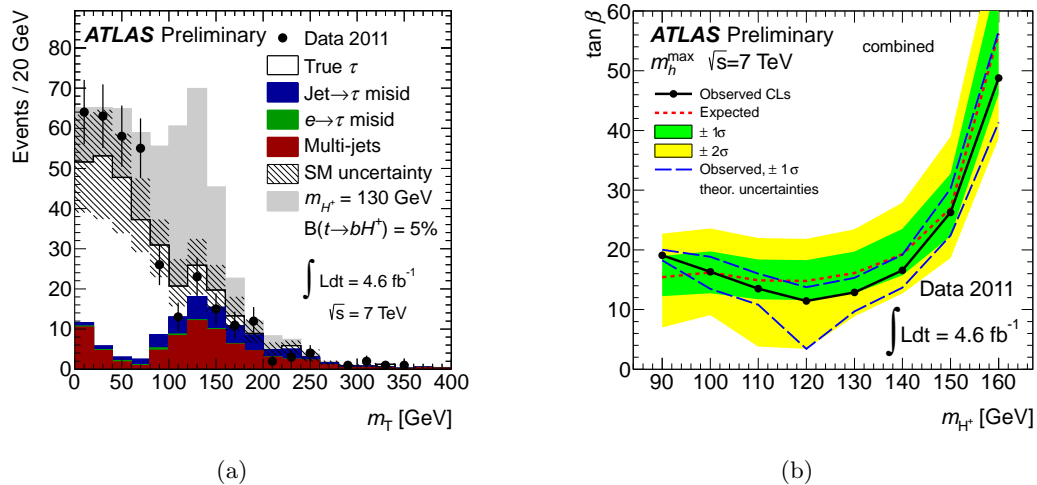 ATLAS Preliminary
Data 2011
True τ
Jet→τ misid
e→τ misid
Multi-jets
SM uncertainty
m_H+ = 130 GeV
B(t→bH⁺) = 5%
∫ Ldt = 4.6 fb⁻¹
√s = 7 TeV
Events / 20 GeV
80
70
60
50
40
30
20
10
0
0 50 100 150 200 250 300 350 400
m_T [GeV]
(a)
ATLAS Preliminary
combined
m_h^max √s=7 TeV
Observed CLs
Expected
± 1σ
± 2σ
Observed, ± 1σ
theor. uncertainties
Data 2011
∫ Ldt = 4.6 fb⁻¹
tan β
60
50
40
30
20
10
0
90 100 110 120 130 140 150 160
m_H+ [GeV]
(b)